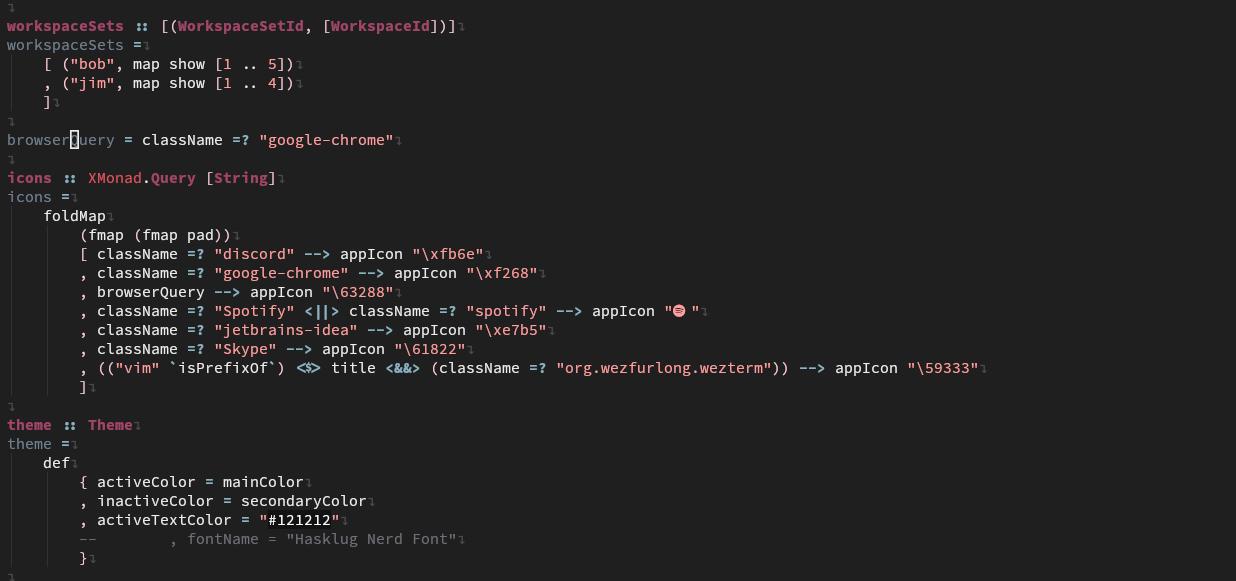 workspaceSets :: [(WorkspaceSetId, [WorkspaceId])]
workspaceSets =
    [ ("bob", map show [1 .. 5])
    , ("jim", map show [1 .. 4])
    ]
browserQuery = className =? "google-chrome"
icons :: XMonad.Query [String]
icons =
    foldMap
        (fmap (fmap pad))
        [ className =? "discord" --> appIcon "\xfb6e"
        , className =? "google-chrome" --> appIcon "\xf268"
        , browserQuery --> appIcon "\63288"
        , className =? "Spotify" <||> className =? "spotify" --> appIcon " "
        , className =? "jetbrains-idea" --> appIcon "\xe7b5"
        , className =? "Skype" --> appIcon "\61822"
        , (("vim" `isPrefixOf`) <$> title <&&> (className =? "org.wezfurlong.wezterm")) --> appIcon "\59333"
        ]
theme :: Theme
theme =
    def
        { activeColor = mainColor
        , inactiveColor = secondaryColor
        , activeTextColor = "#121212"
        --        , fontName = "Hasklug Nerd Font"
        }